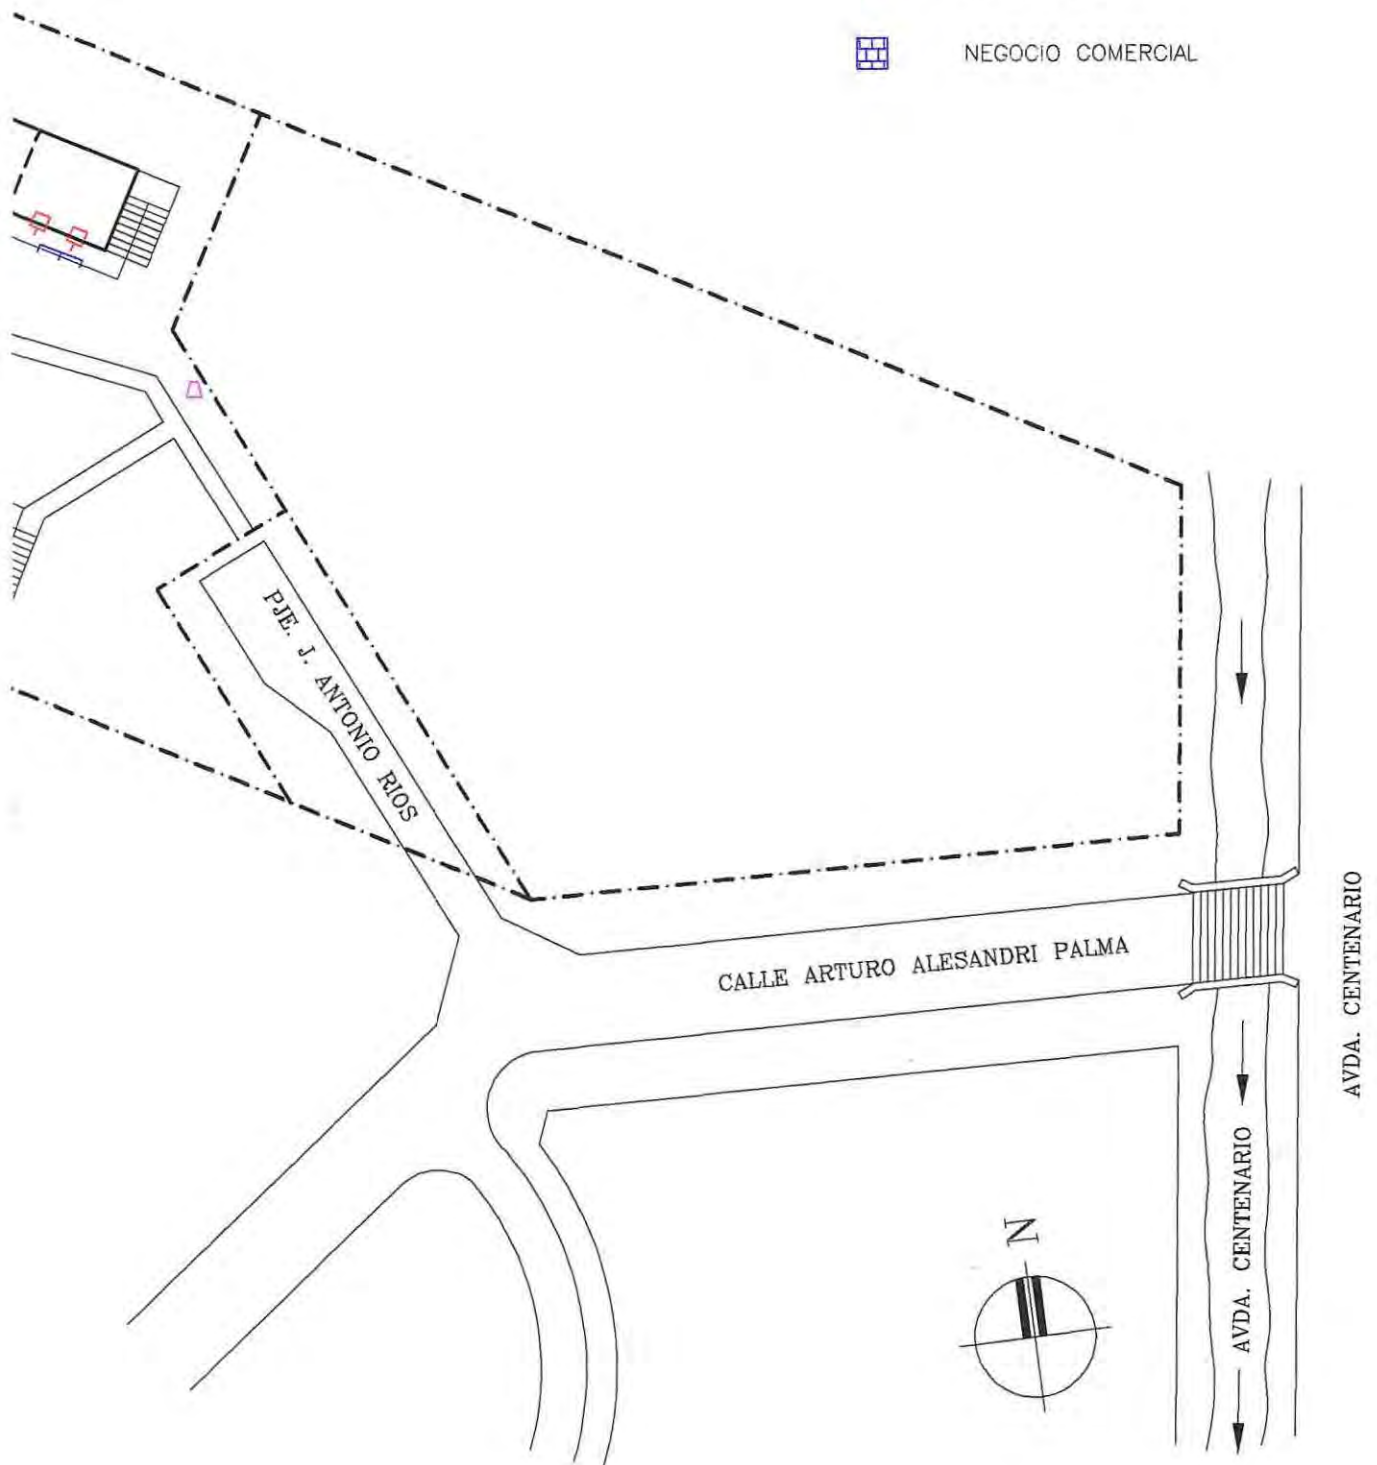 NEGOCIO COMERCIAL
PJE. J. ANTONIO RIOS
CALLE ARTURO ALESANDRI PALMA
AVDA. CENTENARIO
AVDA. CENTENARIO
N